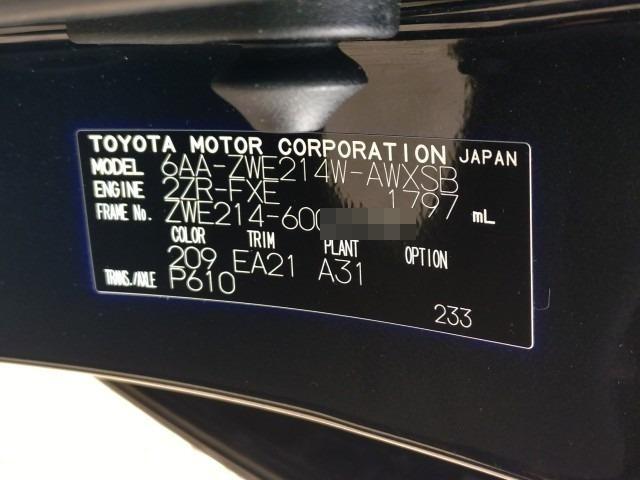 TOYOTA MOTOR CORPORATION JAPAN
MODEL 6AA-ZWE214W-AWXSB
ENGINE 2ZR-FXE 1797 mL
FRAME No. ZWE214-600
COLOR TRIM PLANT OPTION
209 EA21 A31
TRANS./AXLE P610
233